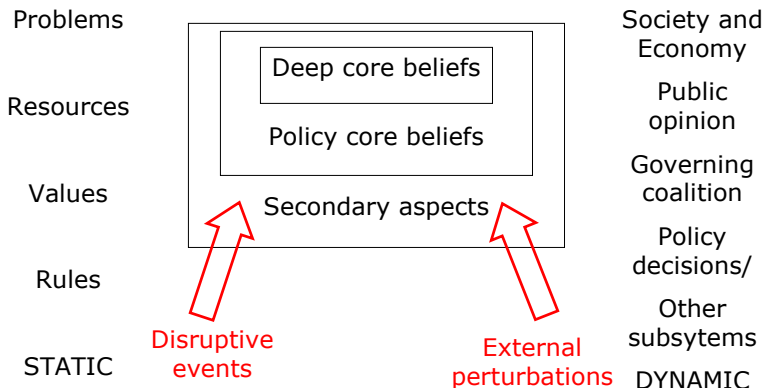 Problems
Resources
Values
Rules
STATIC
Deep core beliefs
Policy core beliefs
Secondary aspects
Disruptive
events
External
perturbations
Society and
Economy
Public
opinion
Governing
coalition
Policy
decisions/
Other
subsytems
DYNAMIC